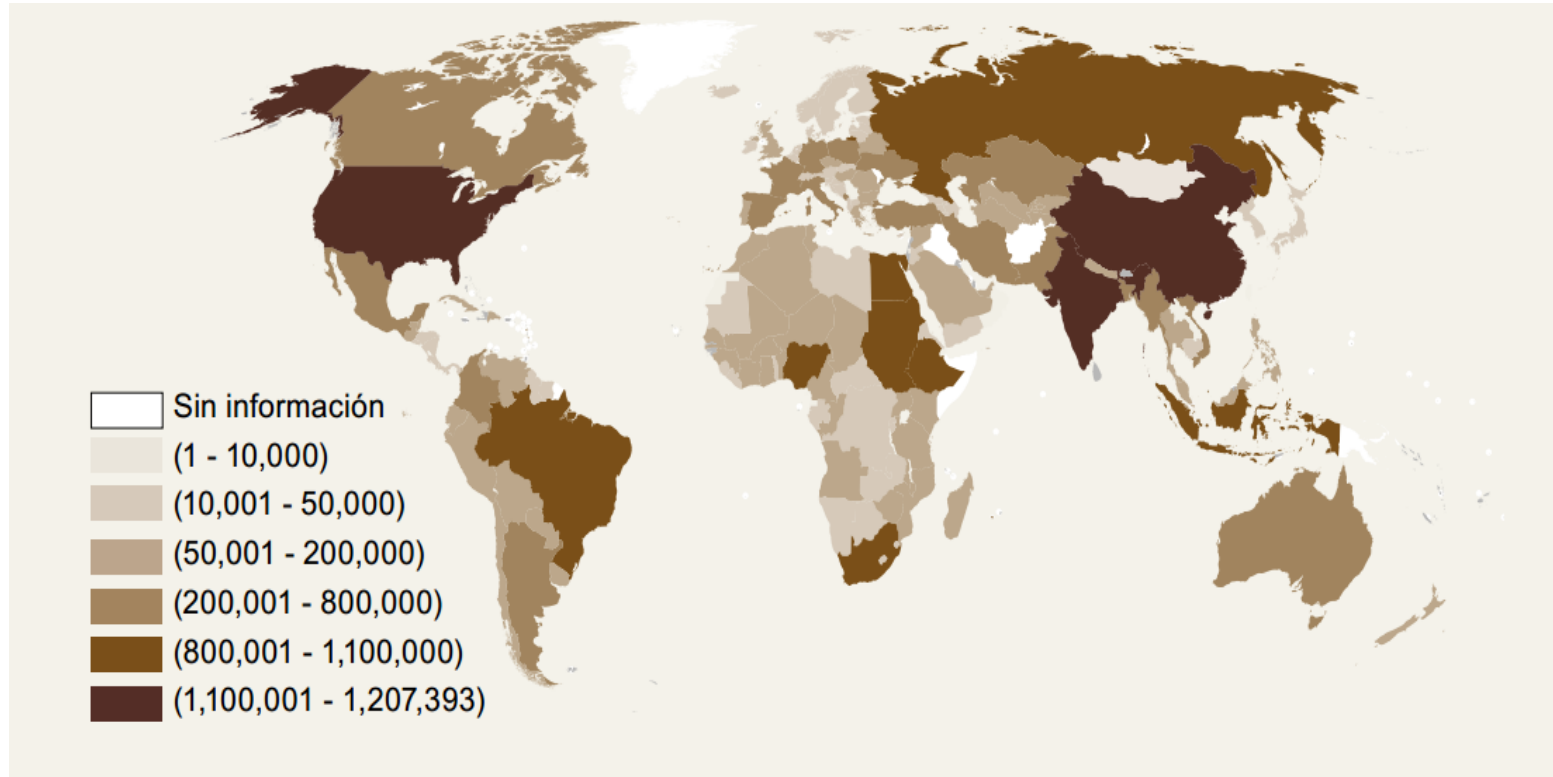 Sin información
(1 - 10,000)
(10,001 - 50,000)
(50,001 - 200,000)
(200,001 - 800,000)
(800,001 - 1,100,000)
(1,100,001 - 1,207,393)